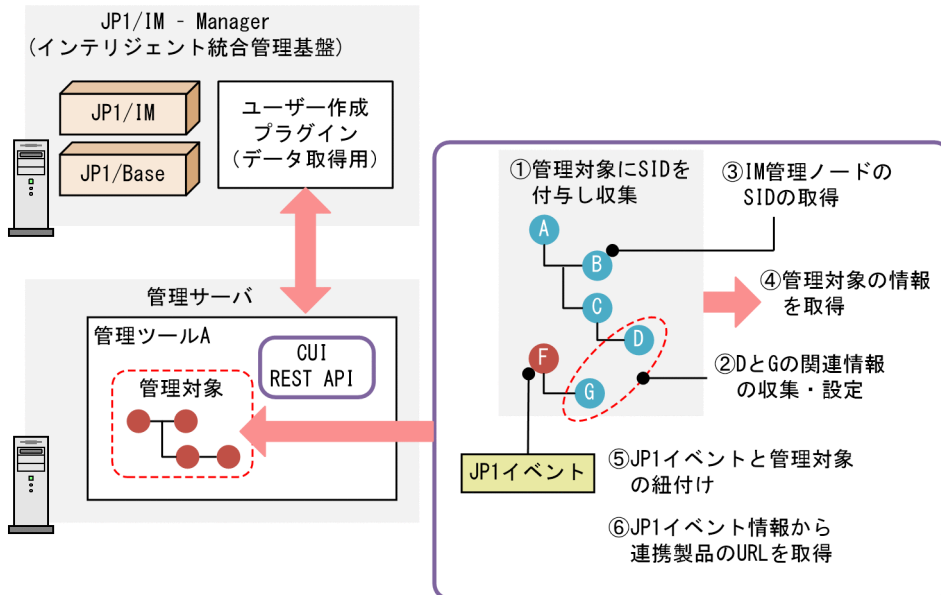 JP1/IM - Manager
(インテリジェント統合管理基盤)
JP1/IM
JP1/Base
ユーザー作成
プラグイン
(データ取得用)
管理サーバ
管理ツールA
CUI
REST API
管理対象
①管理対象にSIDを
付与し収集
③IM管理ノードの
SIDの取得
A
B
C
D
F
G
④管理対象の情報
を取得
②DとGの関連情報
の収集・設定
JP1イベント
⑤JP1イベントと管理対象
の紐付け
⑥JP1イベント情報から
連携製品のURLを取得